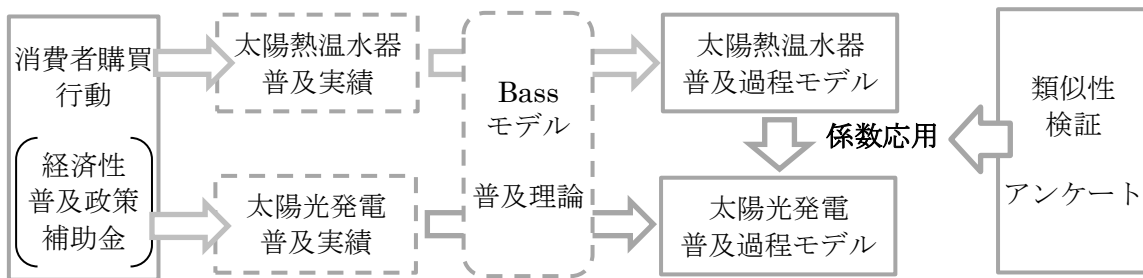 消費者購買
行動
経済性
普及政策
補助金
太陽熱温水器
普及実績
太陽光発電
普及実績
Bass
モデル
普及理論
太陽熱温水器
普及過程モデル
係数応用
太陽光発電
普及過程モデル
類似性
検証
アンケート